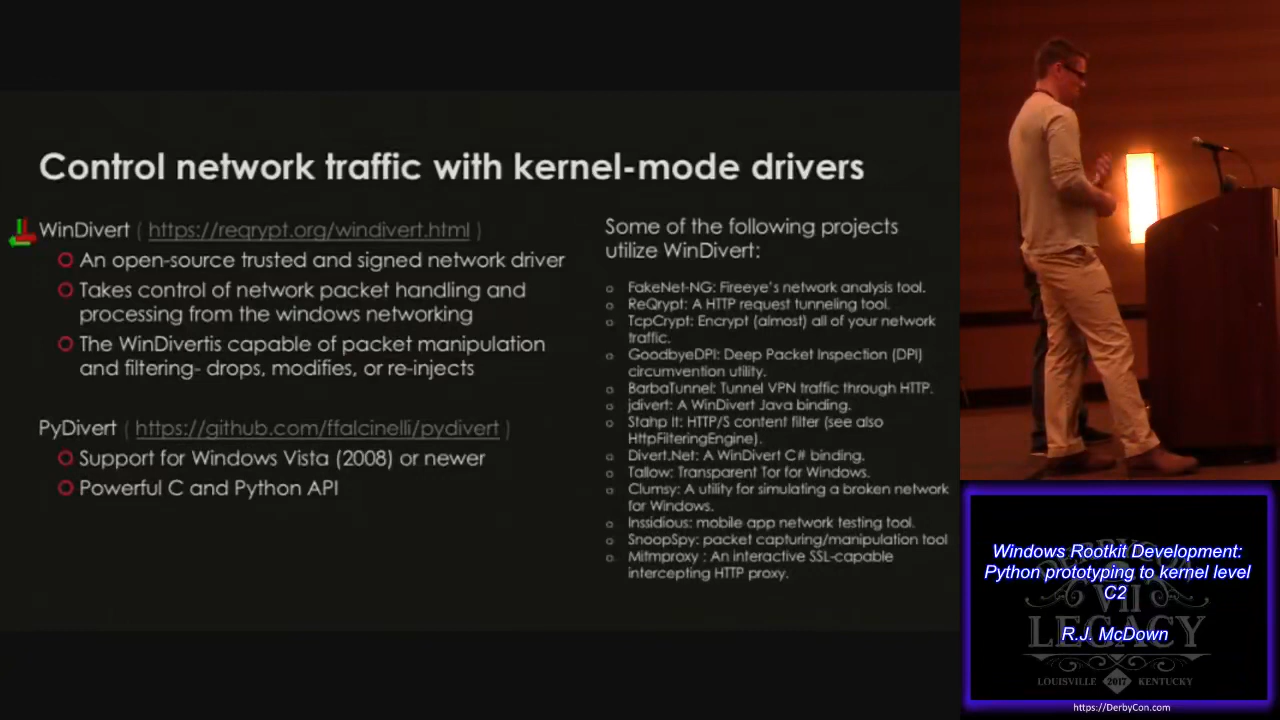 Control network traffic with kernel-mode drivers
WinDivert ( https://reqrypt.org/windivert.html )
An open-source trusted and signed network driver
Takes control of network packet handling and
processing from the windows networking
The WinDivertis capable of packet manipulation
and filtering- drops, modifies, or re-injects
PyDivert ( https://github.com/ffalcinelli/pydivert )
Support for Windows Vista (2008) or newer
Powerful C and Python API
Some of the following projects
utilize WinDivert:
FakeNet-NG: Fireeye's network analysis tool.
ReQrypt: A HTTP request tunneling tool.
TcpCrypt: Encrypt (almost) all of your network
traffic.
GoodbyeDPI: Deep Packet Inspection (DPI)
circumvention utility.
BarbaTunnel: Tunnel VPN traffic through HTTP.
jdivert: A WinDivert Java binding.
Stahp It: HTTP/S content filter (see also
HttpFilteringEngine).
Divert.Net: A WinDivert C# binding.
Tallow: Transparent Tor for Windows.
Clumsy: A utility for simulating a broken network
for Windows.
Inssidious: mobile app network testing tool.
SnoopSpy: packet capturing/manipulation tool
Mitmproxy : An interactive SSL-capable
intercepting HTTP proxy.
Windows Rootkit Development:
Python prototyping to kernel level
C2
R.J. McDown
DERBYCON
VII
LEGACY
LOUISVILLE 2017 KENTUCKY
https://DerbyCon.com